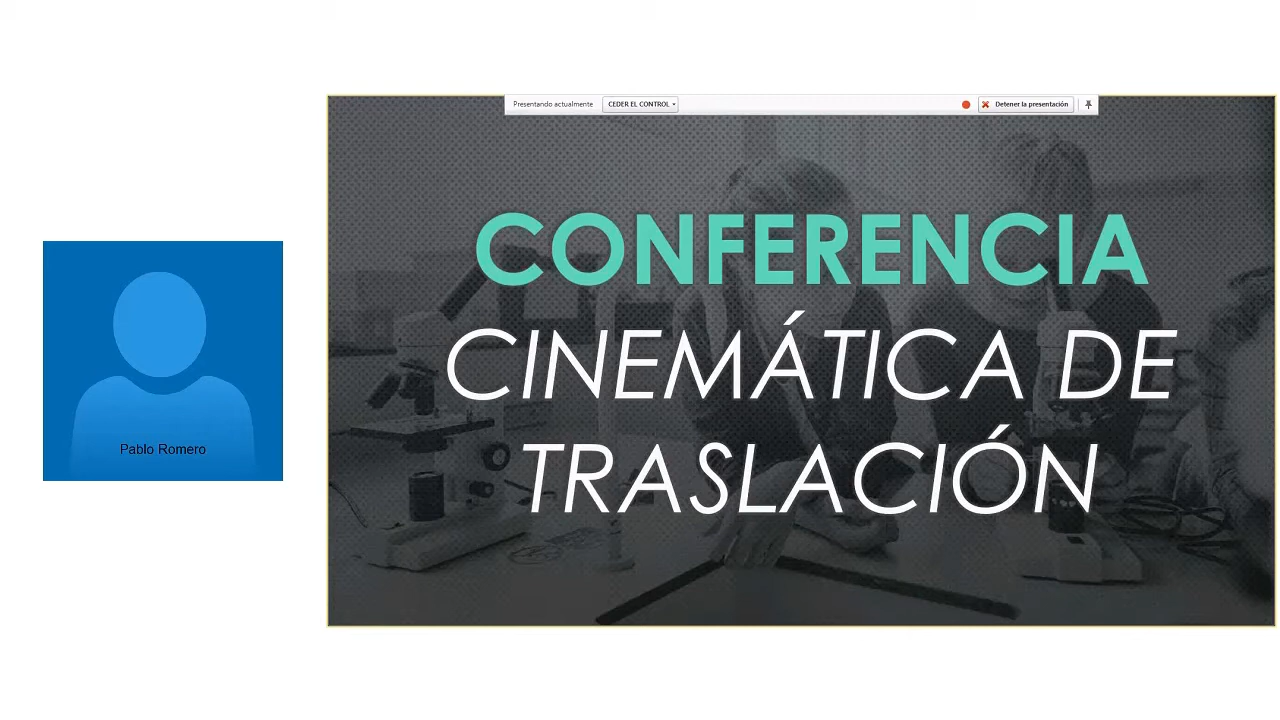 Presentando actualmente CEDER EL CONTROL Detener la presentación
CONFERENCIA
CINEMÁTICA DE
TRASLACIÓN
Pablo Romero